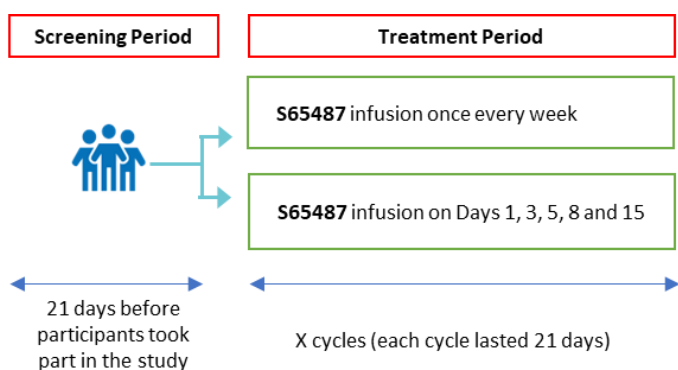 Screening Period
Treatment Period
S65487 infusion once every week
S65487 infusion on Days 1, 3, 5, 8 and 15
21 days before
participants took
part in the study
X cycles (each cycle lasted 21 days)